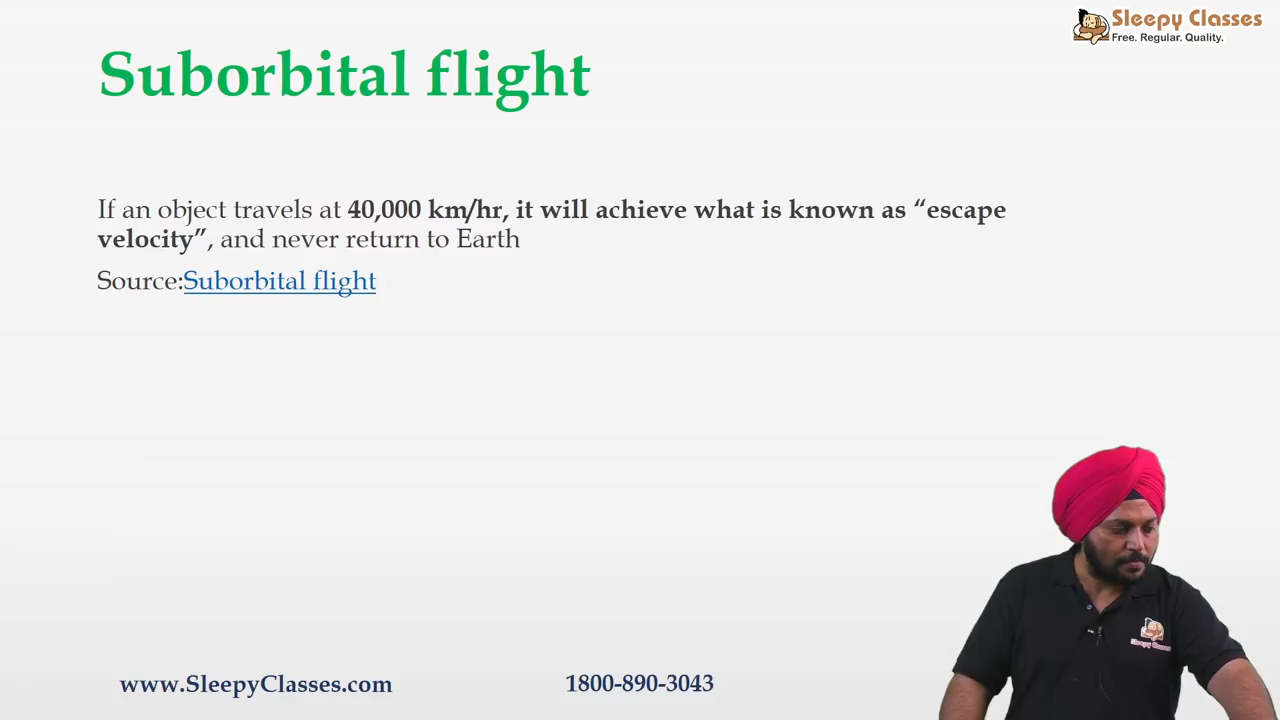 Sleepy Classes
Free. Regular. Quality.
Suborbital flight
If an object travels at 40,000 km/hr, it will achieve what is known as “escape
velocity”, and never return to Earth
Source:Suborbital flight
Sleepy Classes
www.SleepyClasses.com
1800-890-3043